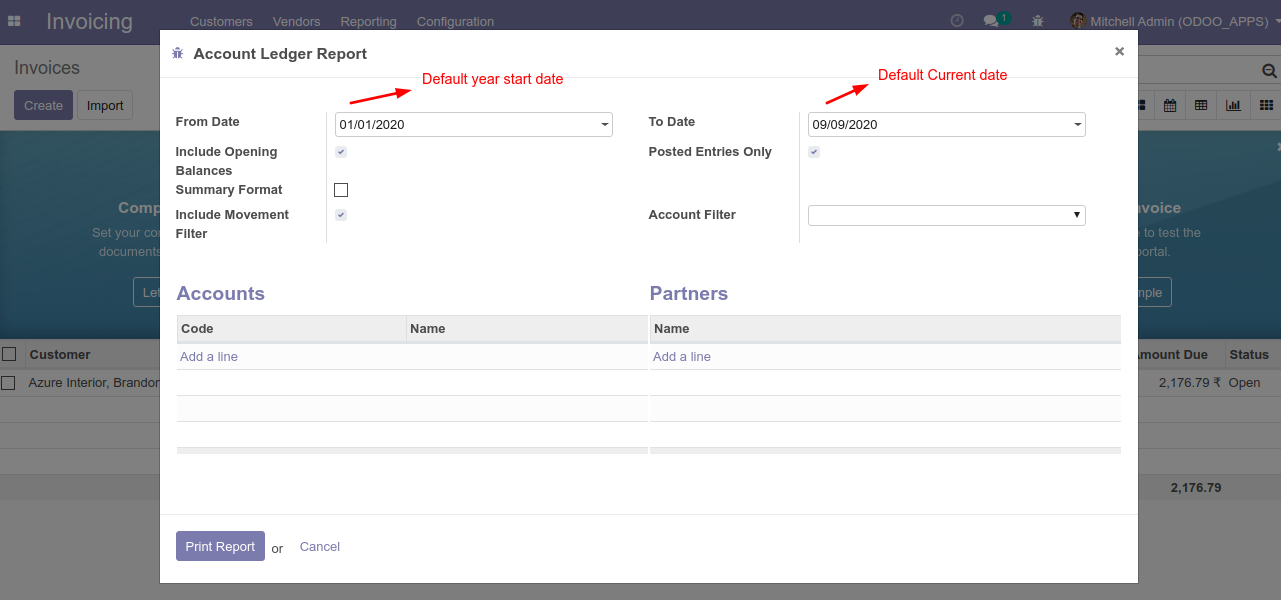 Invoicing Customers Vendors Reporting Configuration 1 Mitchell Admin (ODOO_APPS)
Account Ledger Report ×
Invoices
Default year start date
Default Current date
Create Import
From Date 01/01/2020 To Date 09/09/2020
Include Opening Balances Posted Entries Only
Summary Format
Include Movement Filter Account Filter
Accounts Partners
Code Name Name
Add a line Add a line
Customer
Amount Due Status
Azure Interior, Brandon
2,176.79 ₹ Open
2,176.79
to test the
Print Report or Cancel